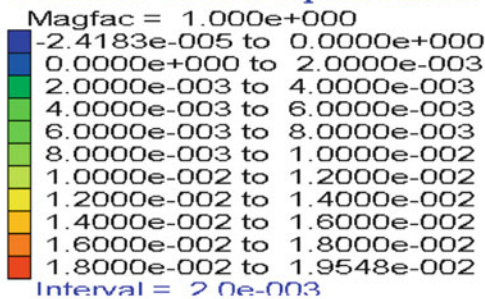 Magfac = 1.000e+000
-2.4183e-005 to 0.0000e+000
0.0000e+000 to 2.0000e-003
2.0000e-003 to 4.0000e-003
4.0000e-003 to 6.0000e-003
6.0000e-003 to 8.0000e-003
8.0000e-003 to 1.0000e-002
1.0000e-002 to 1.2000e-002
1.2000e-002 to 1.4000e-002
1.4000e-002 to 1.6000e-002
1.6000e-002 to 1.8000e-002
1.8000e-002 to 1.9548e-002
Interval = 2.0e-003